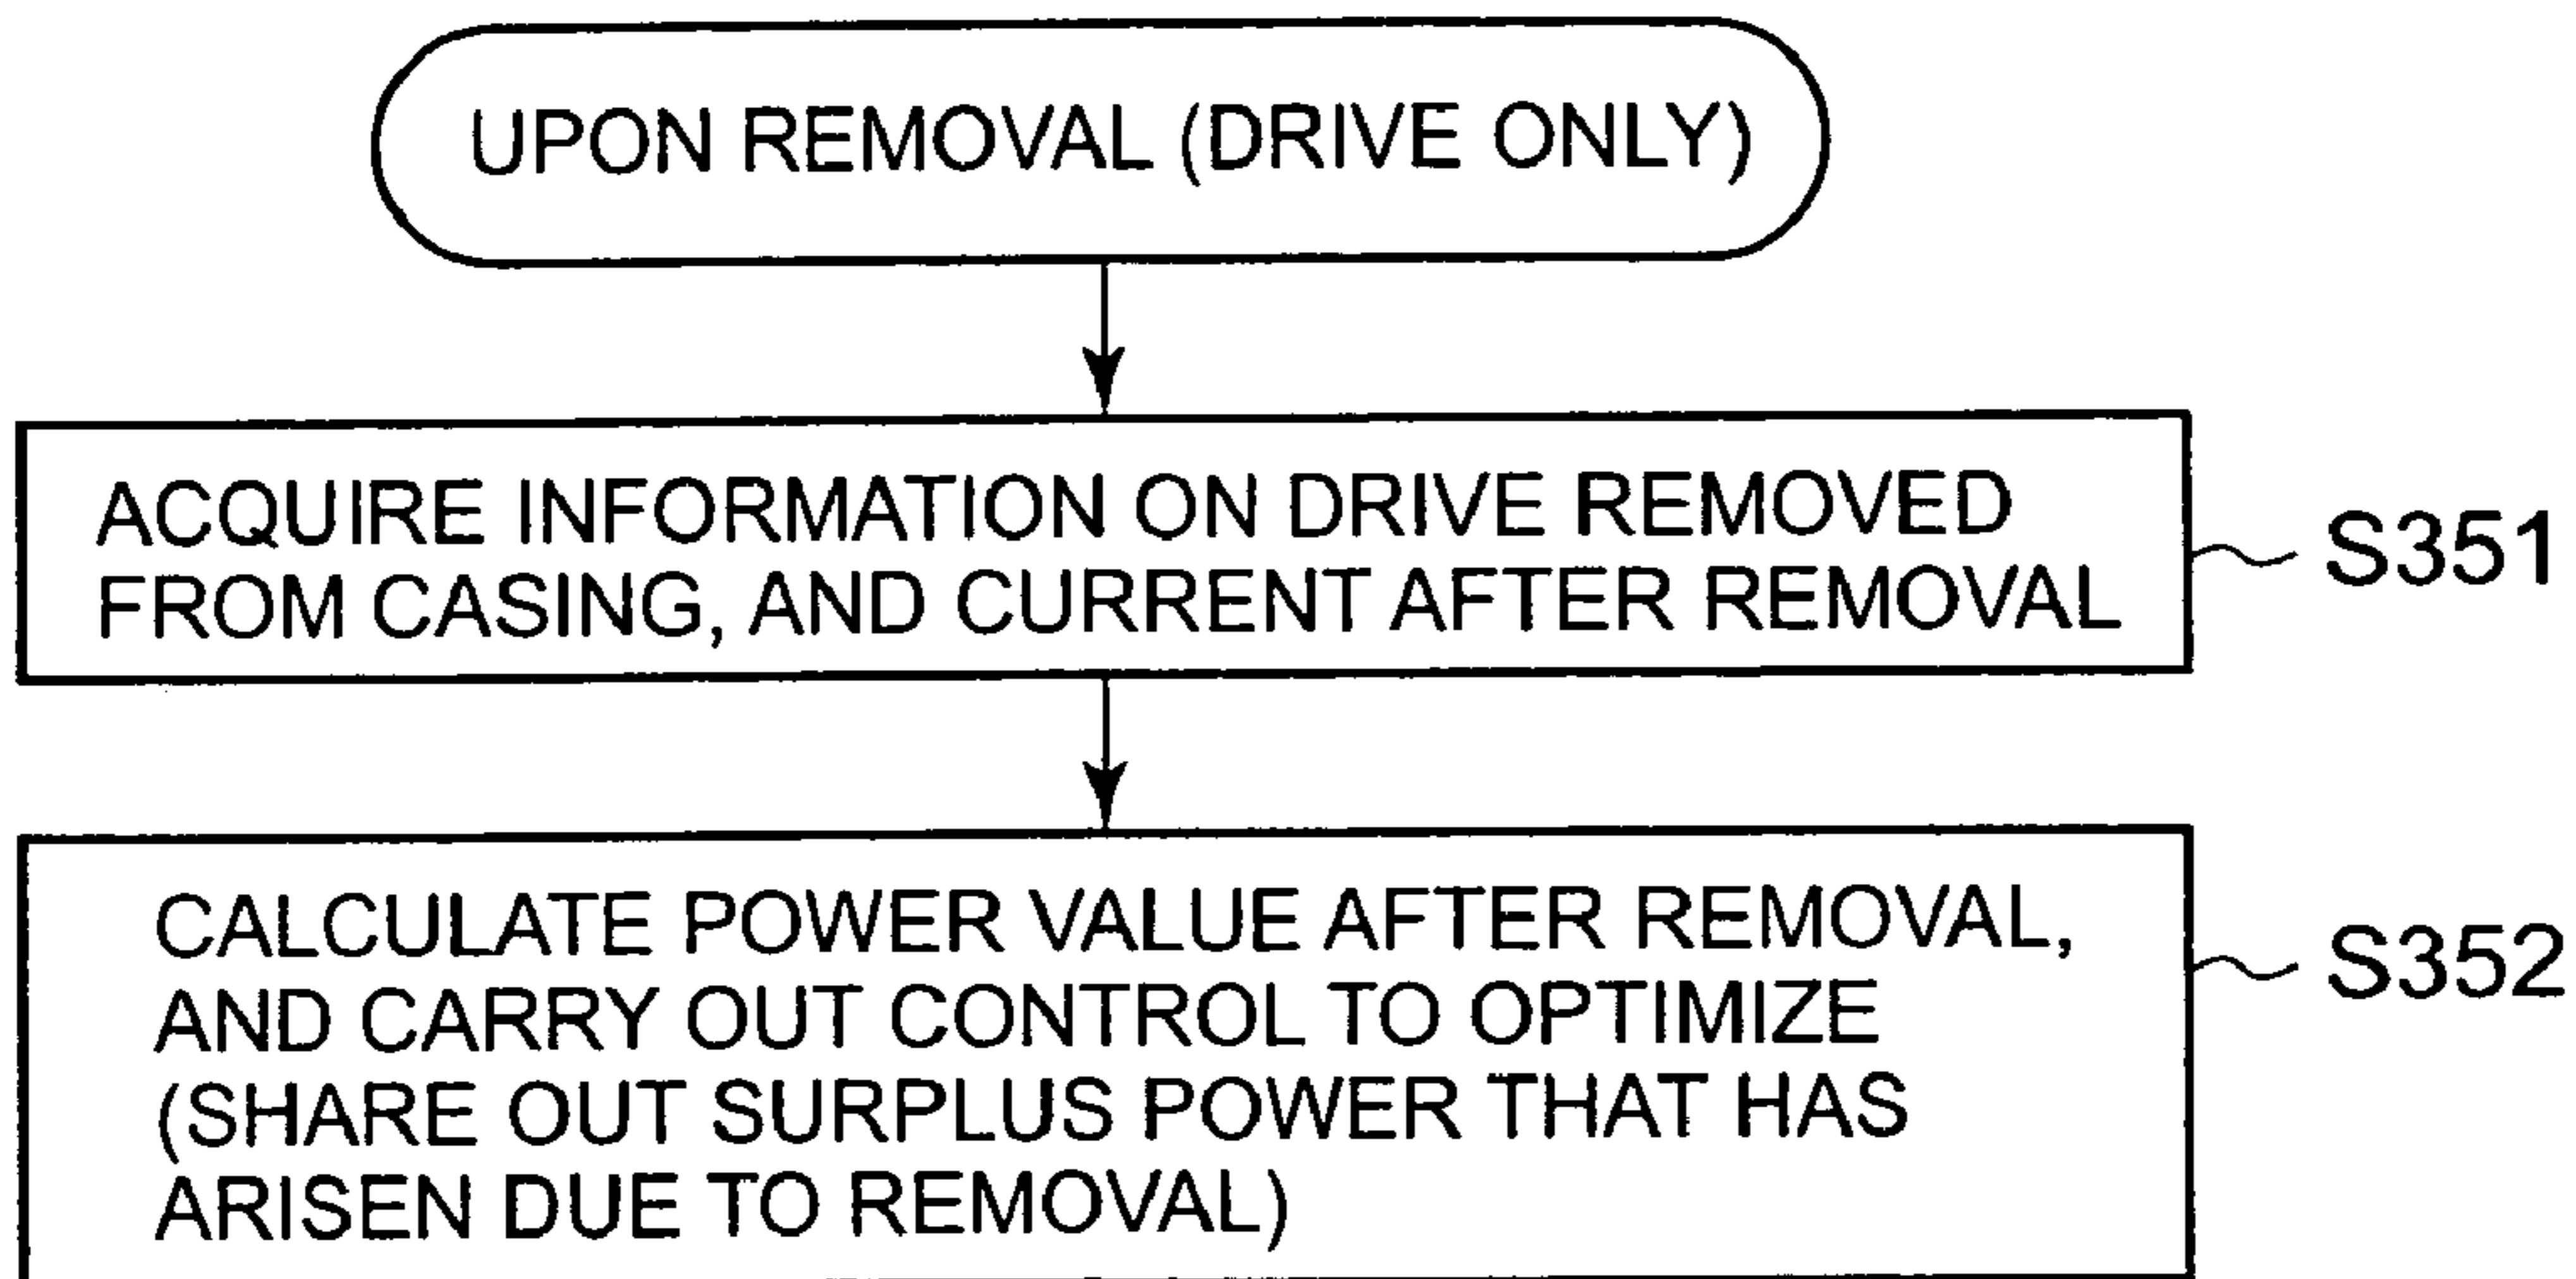 UPON REMOVAL (DRIVE ONLY)
ACQUIRE INFORMATION ON DRIVE REMOVED
FROM CASING, AND CURRENT AFTER REMOVAL
S351
CALCULATE POWER VALUE AFTER REMOVAL,
AND CARRY OUT CONTROL TO OPTIMIZE
(SHARE OUT SURPLUS POWER THAT HAS
ARISEN DUE TO REMOVAL)
S352